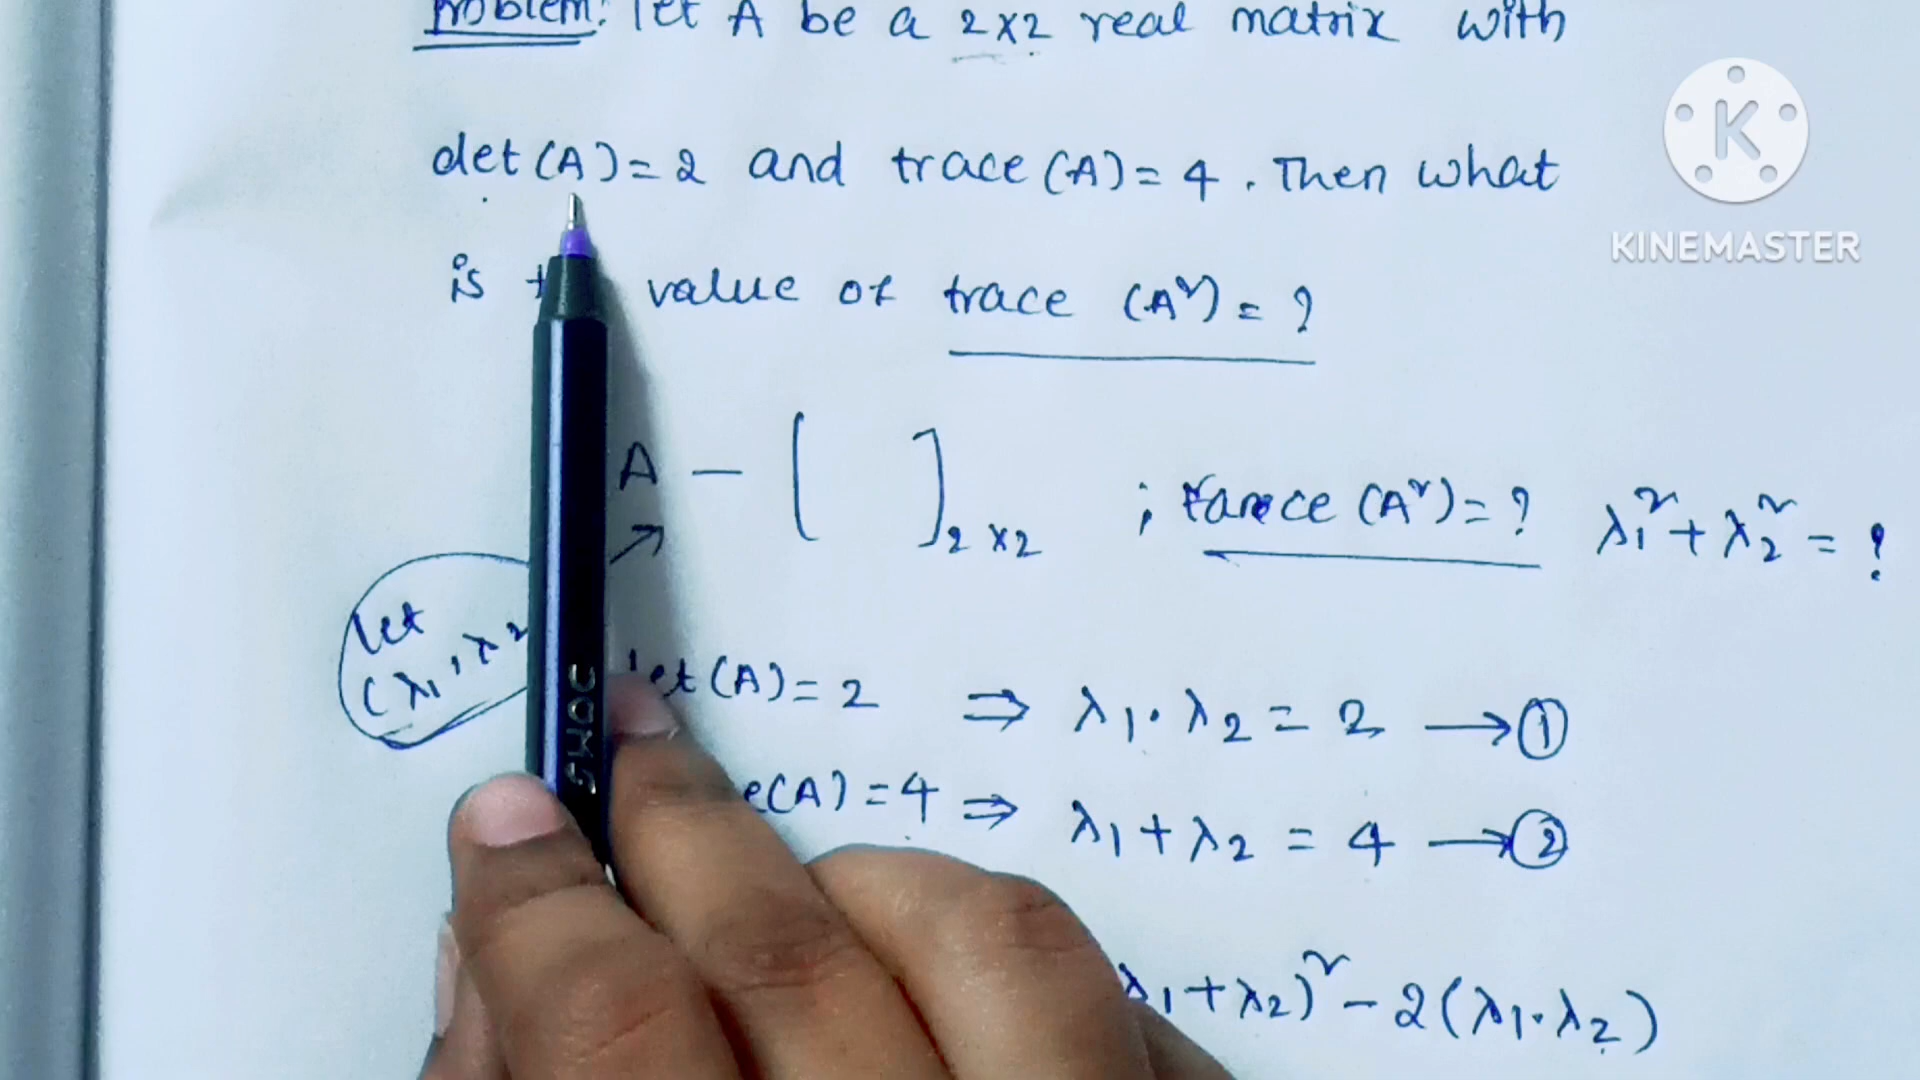 Problem: let A be a 2x2 real matrix with
det (A) = 2 and trace (A) = 4 . Then what
is value of trace (A²) = ?
A - [ ]2x2 ; trace (A²) = ? λ1² + λ2² = ?
let
(λ1, λ2
det (A) = 2 ⇒ λ1 . λ2 = 2 → ①
e(A) = 4 ⇒ λ1 + λ2 = 4 → ②
λ1 + λ2)² - 2 (λ1 . λ2)
K
KINEMASTER
SMOC